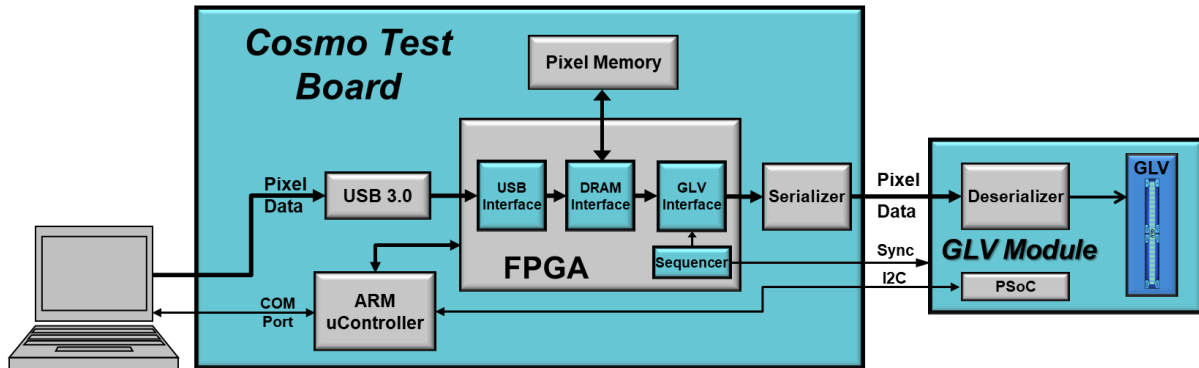 Cosmo Test
Board
Pixel Memory
Pixel
Data
USB 3.0
USB
Interface
DRAM
Interface
GLV
Interface
Serializer
Sequencer
FPGA
COM
Port
ARM
uController
Pixel
Data
Sync
I2C
Deserializer
GLV
GLV Module
PSoC